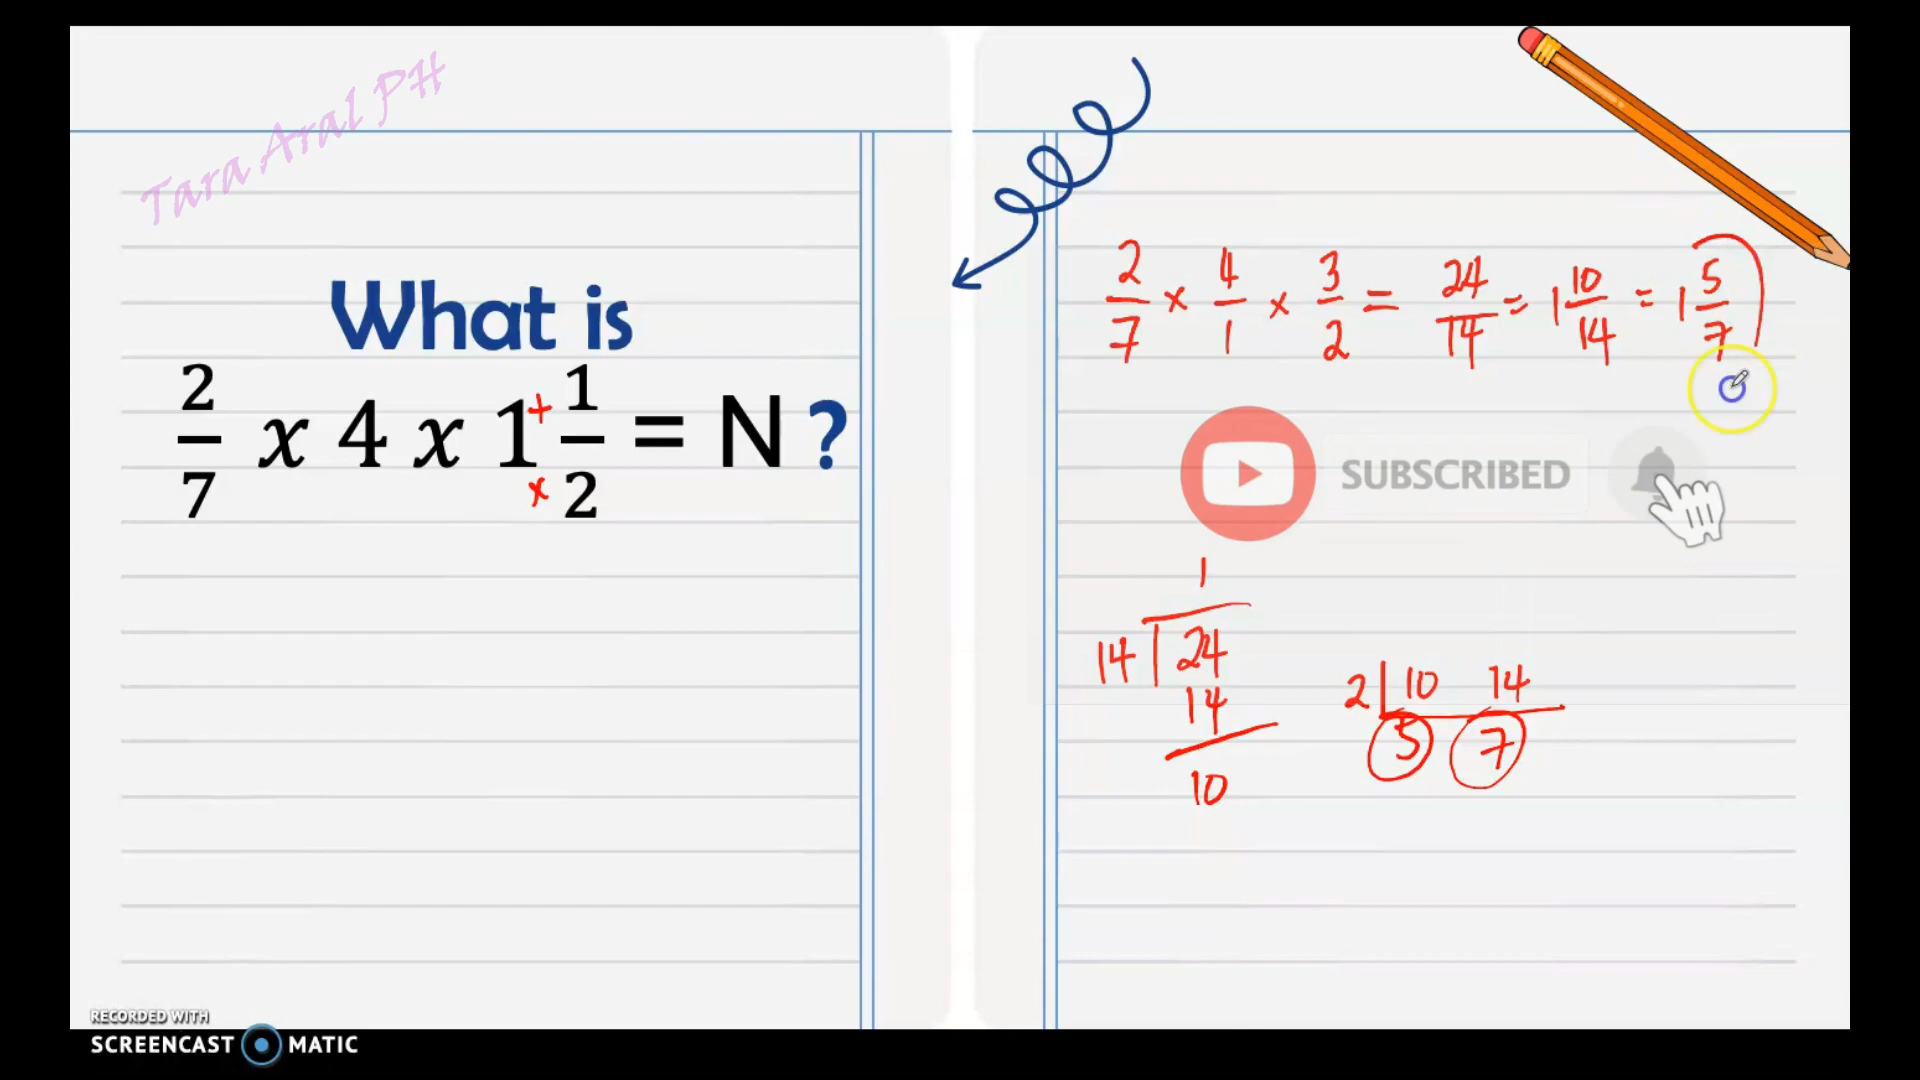 Tara Aral PH
What is
2/7 x 4 x 1 + x 1/2 = N ?
2/7 x 4/1 x 3/2 = 24/14 = 1 10/14 = 1 5/7
SUBSCRIBED
1
14 24
14
10
2 10 14
5 7
RECORDED WITH
SCREENCAST MATIC